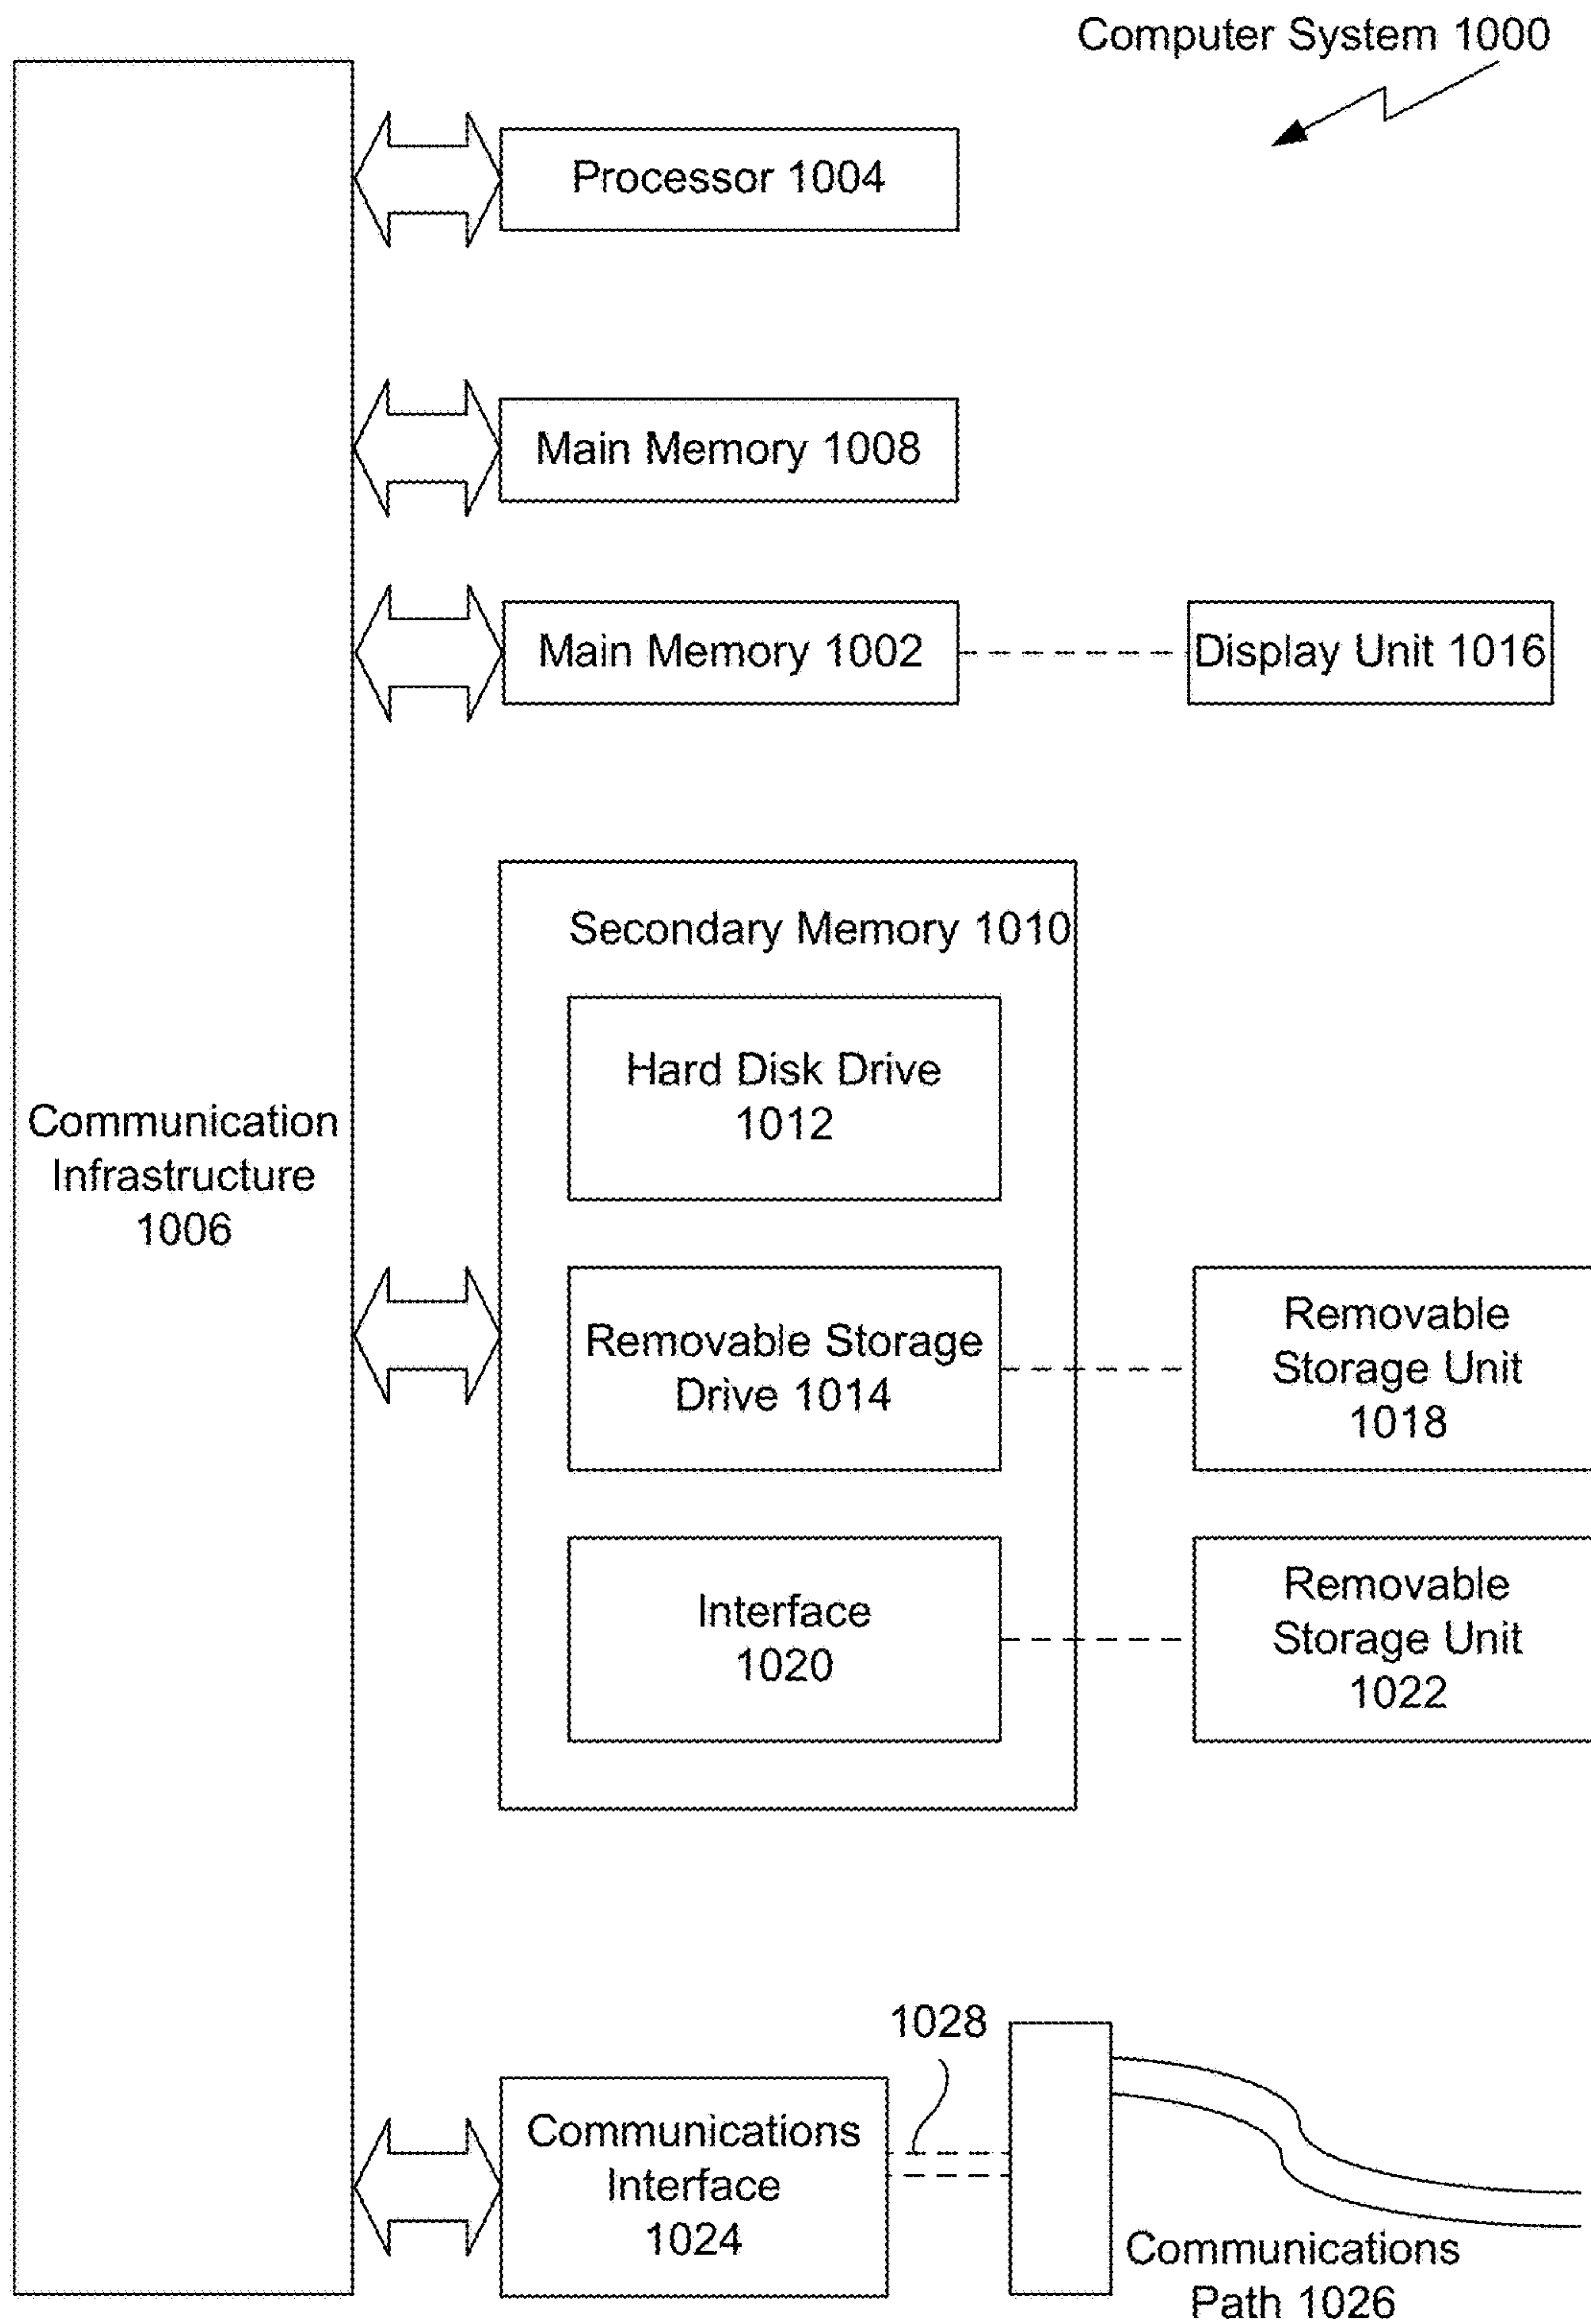 Computer System 1000
Processor 1004
Main Memory 1008
Main Memory 1002
Display Unit 1016
Secondary Memory 1010
Hard Disk Drive
1012
Communication
Infrastructure
1006
Removable Storage
Drive 1014
Removable
Storage Unit
1018
Interface
1020
Removable
Storage Unit
1022
1028
Communications
Interface
1024
Communications
Path 1026